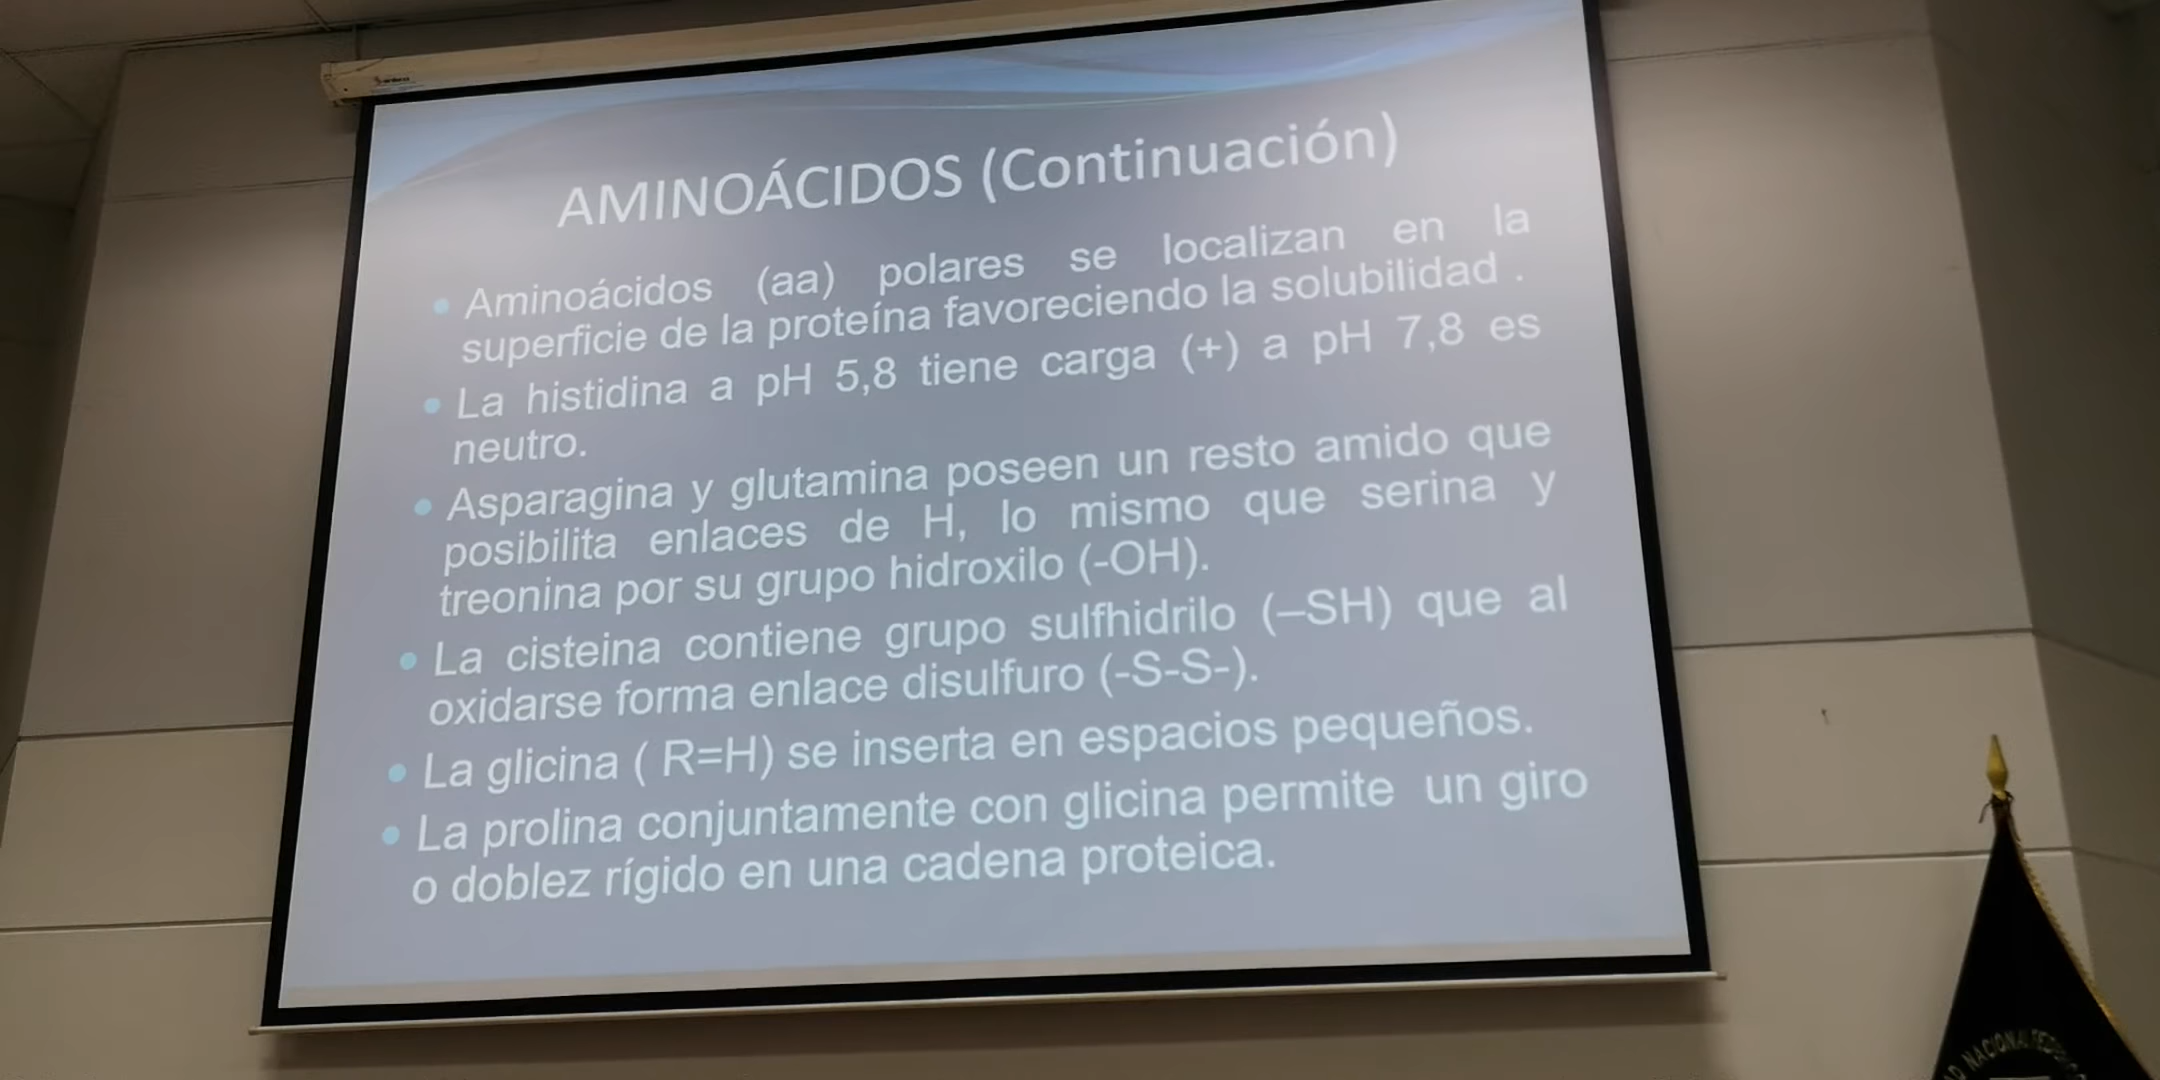 AMINOÁCIDOS (Continuación)
• Aminoácidos (aa) polares se localizan en la
superficie de la proteína favoreciendo la solubilidad .
• La histidina a pH 5,8 tiene carga (+) a pH 7,8 es
neutro.
• Asparagina y glutamina poseen un resto amido que
posibilita enlaces de H, lo mismo que serina y
treonina por su grupo hidroxilo (-OH).
• La cisteina contiene grupo sulfhidrilo (–SH) que al
oxidarse forma enlace disulfuro (-S-S-).
• La glicina ( R=H) se inserta en espacios pequeños.
• La prolina conjuntamente con glicina permite un giro
o doblez rígido en una cadena proteica.
NACIONAL